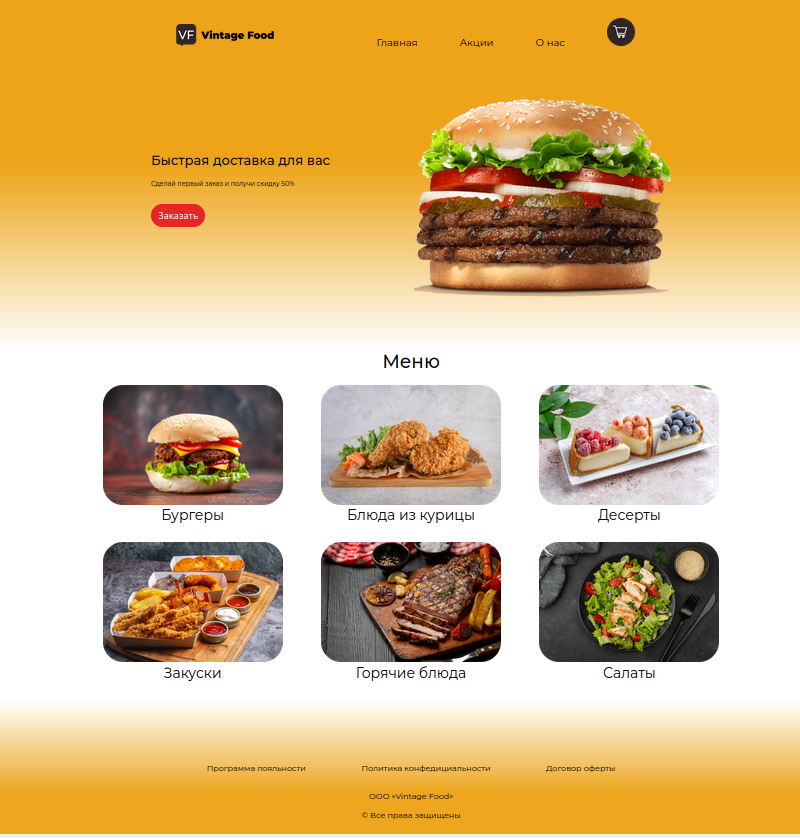 VF Vintage Food
Главная Акции О нас
Быстрая доставка для вас
Сделай первый заказ и получи скидку 50%
Заказать
Меню
Бургеры Блюда из курицы Десерты
Закуски Горячие блюда Салаты
Программа лояльности Политика конфедициальности Договор оферты
ООО «Vintage Food»
© Все права защищены